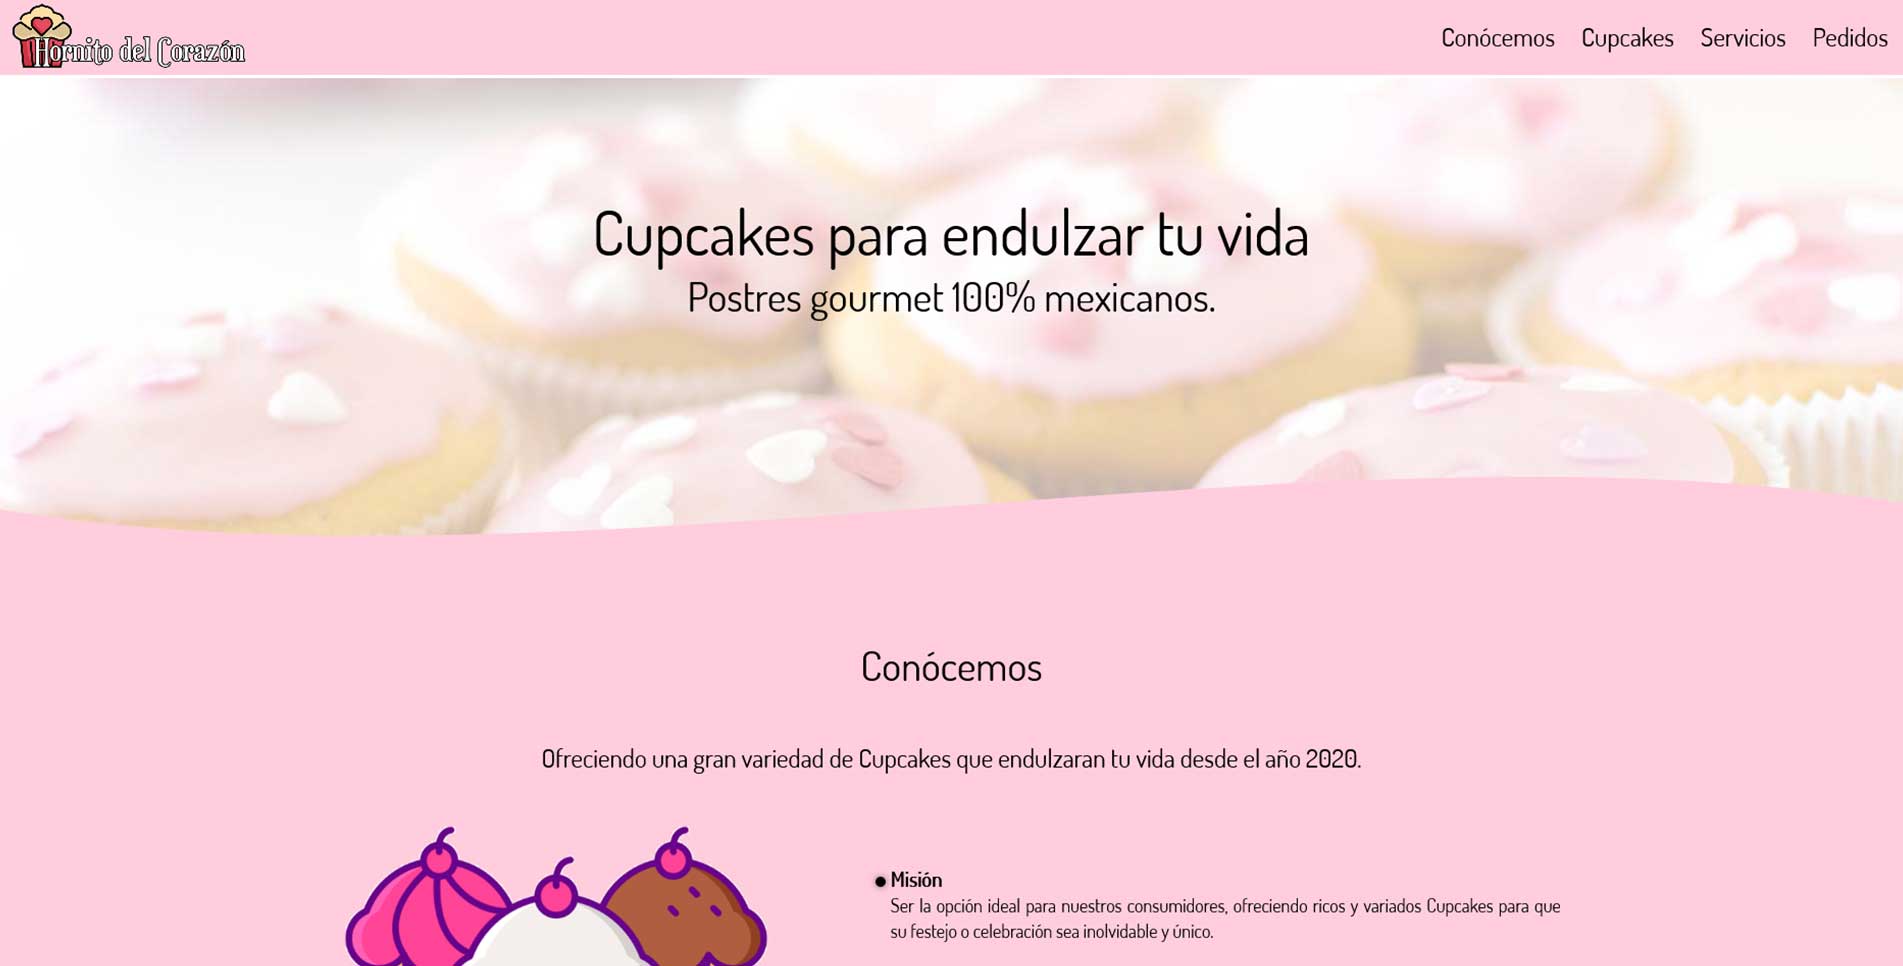 Hornito del Corazón
Conócemos
Cupcakes
Servicios
Pedidos
Cupcakes para endulzar tu vida
Postres gourmet 100% mexicanos.
Conócemos
Ofreciendo una gran variedad de Cupcakes que endulzaran tu vida desde el año 2020.
Misión
Ser la opción ideal para nuestros consumidores, ofreciendo ricos y variados Cupcakes para que
su festejo o celebración sea inolvidable y único.